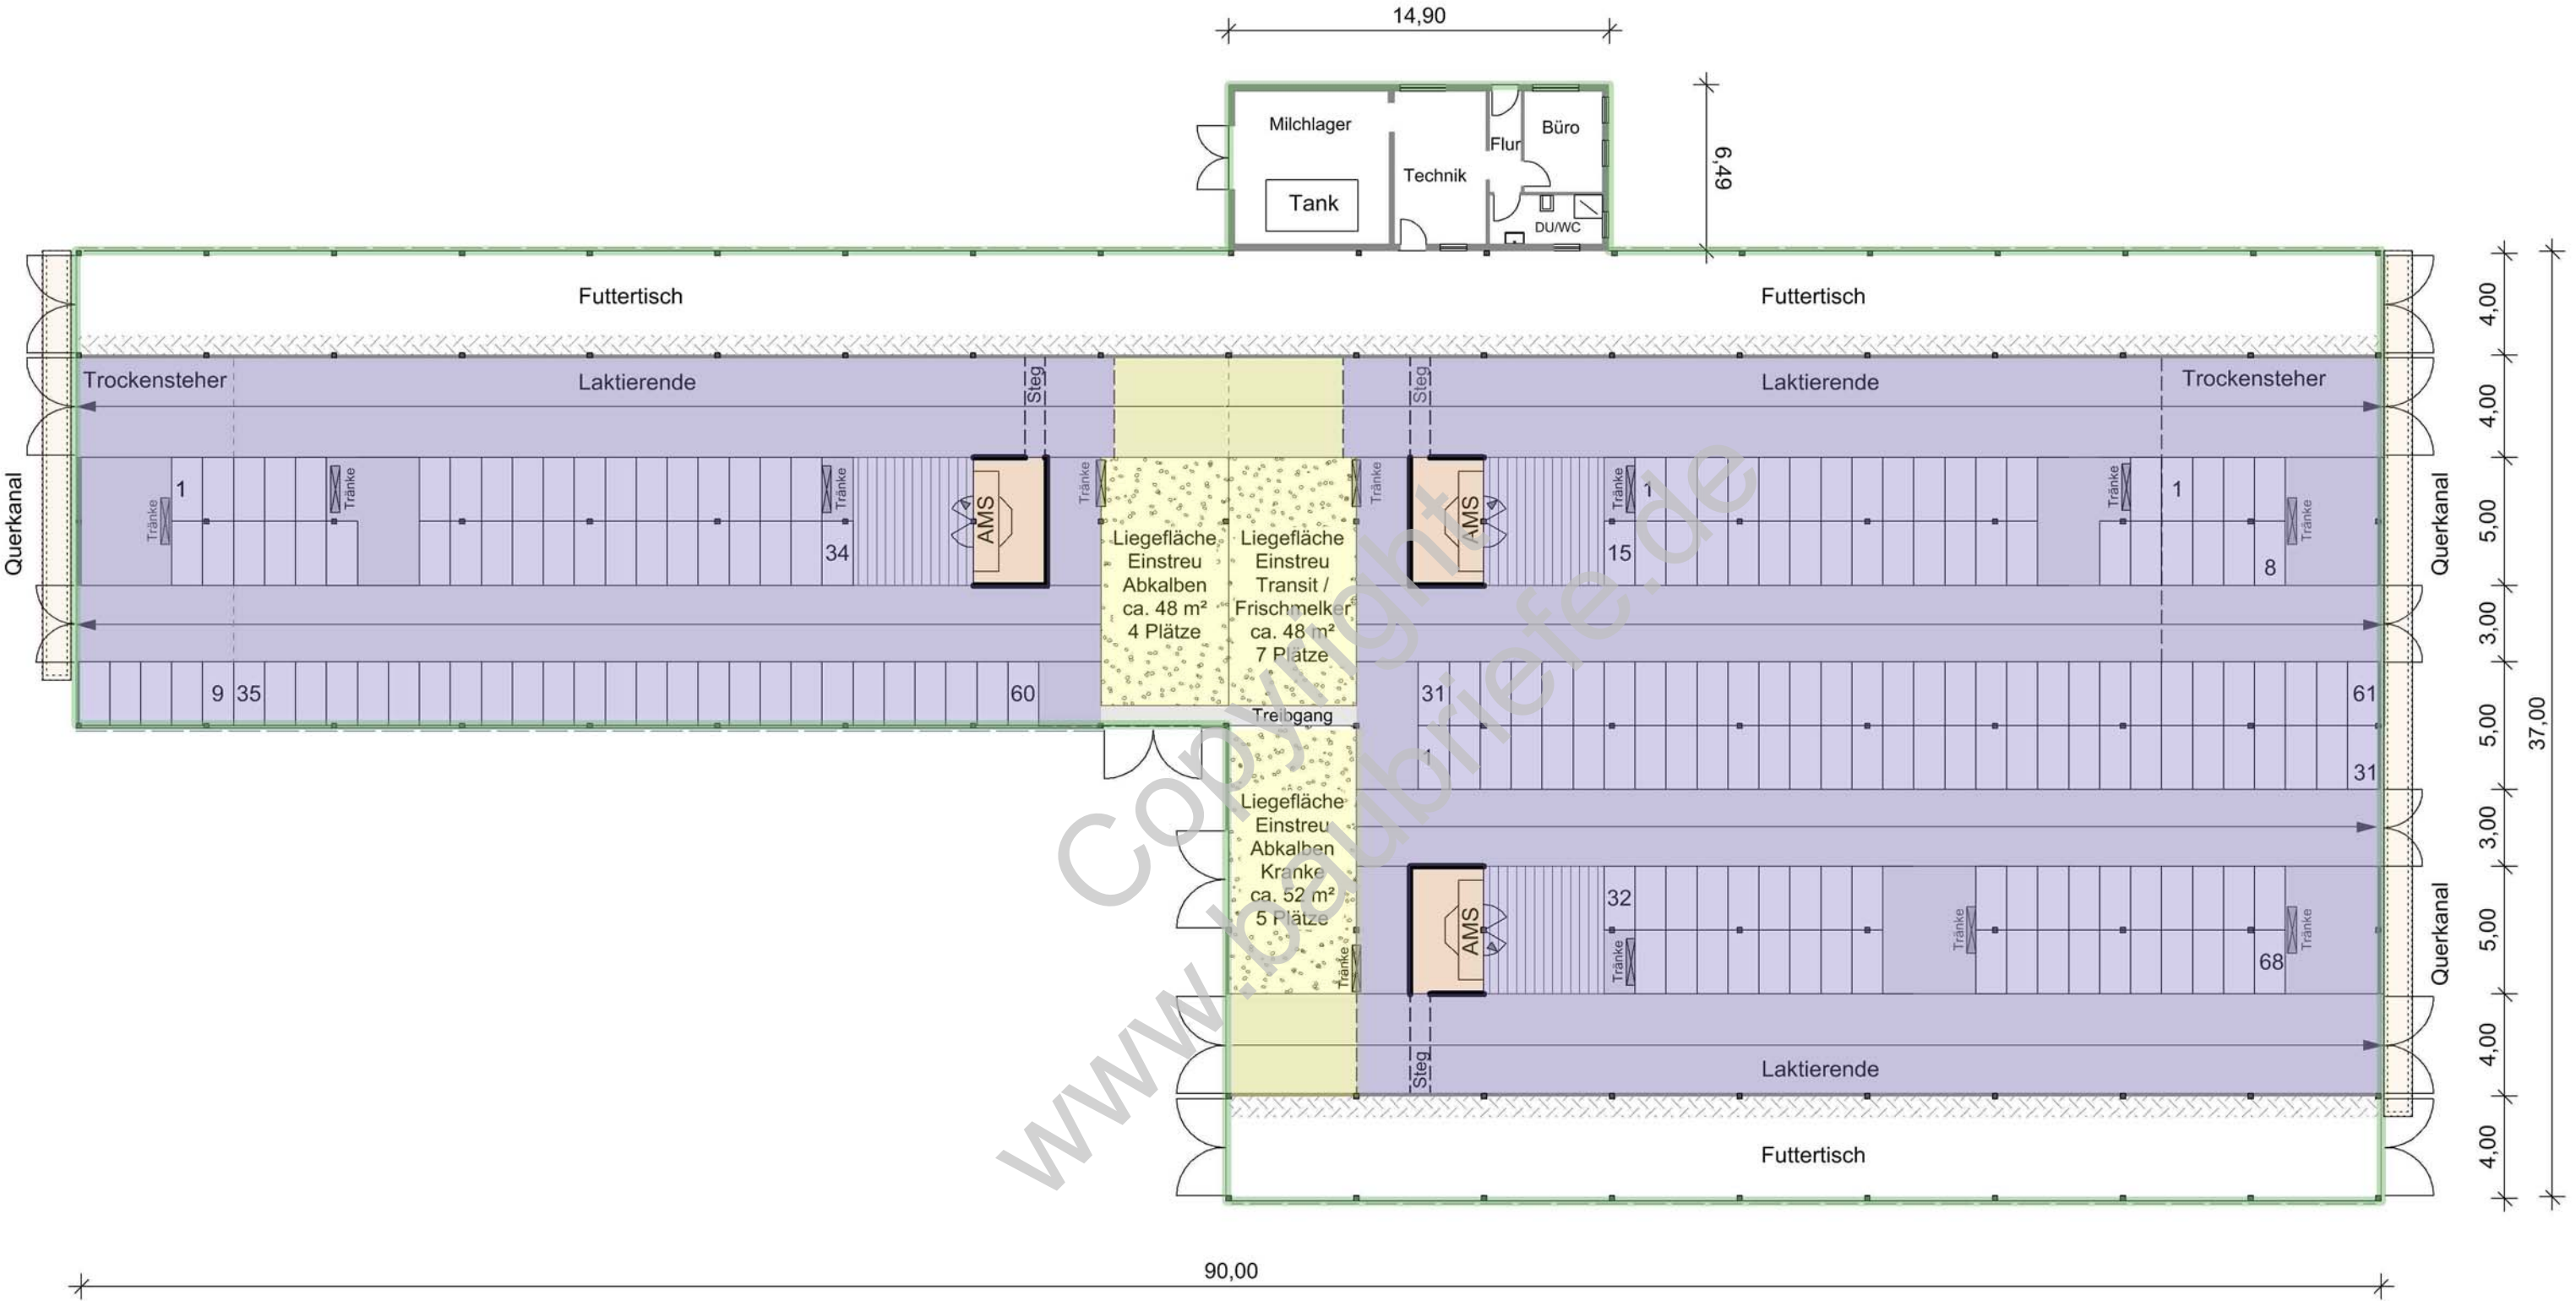 14,90
Milchlager
Tank
Technik
Flur
Büro
DU/WC
6,49
Futtertisch
Futtertisch
4,00
Trockensteher
Laktierende
Steg
Steg
Laktierende
Trockensteher
4,00
Querkanal
Tränke
1
Tränke
Tränke
34
AMS
Tränke
Liegefläche
Einstreu
Abkalben
ca. 48 m²
4 Plätze
Liegefläche
Einstreu
Transit /
Frischmelker
ca. 48 m²
7 Plätze
Tränke
AMS
Tränke
1
15
Tränke
1
8
Tränke
Querkanal
5,00
3,00
9
35
60
Treibgang
31
61
1
31
5,00
37,00
Liegefläche
Einstreu
Abkalben
Kranke
ca. 52 m²
5 Plätze
Tränke
3,00
AMS
32
Tränke
Tränke
68
Tränke
Querkanal
5,00
Steg
Laktierende
4,00
Futtertisch
4,00
90,00
Copyright
www.baubriefe.de